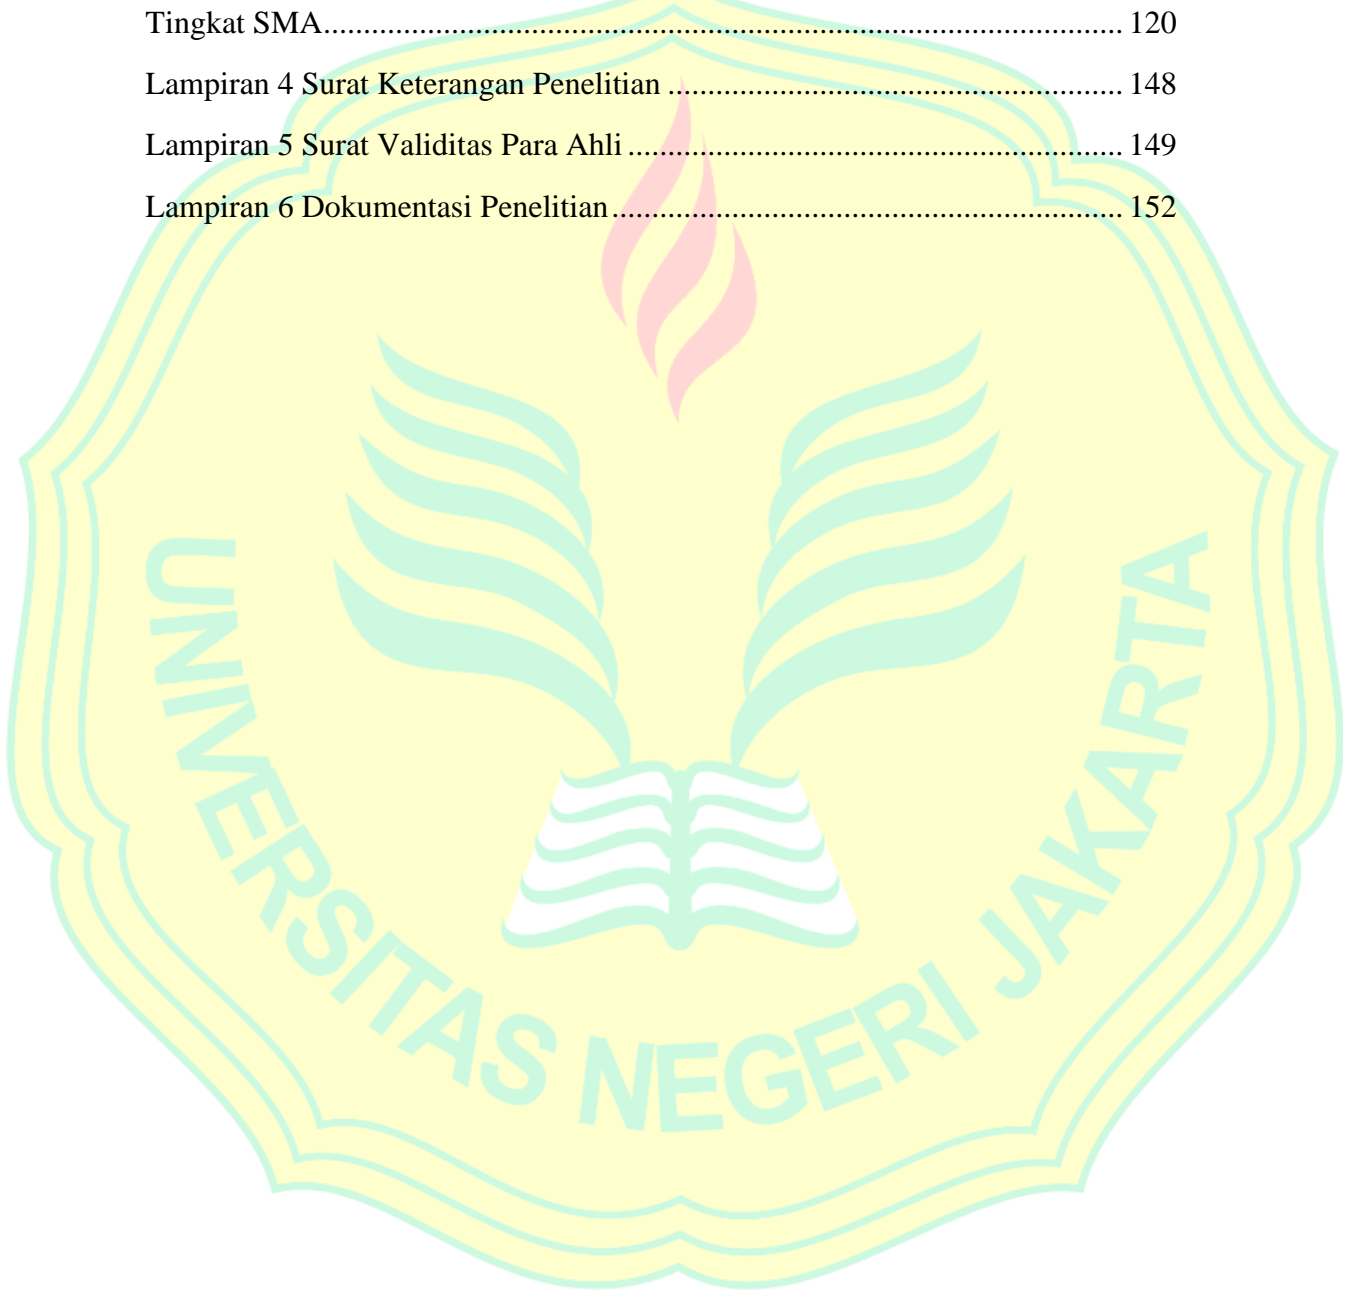 Tingkat SMA.................................................................................................. 120
Lampiran 4 Surat Keterangan Penelitian ........................................................ 148
Lampiran 5 Surat Validitas Para Ahli ............................................................. 149
Lampiran 6 Dokumentasi Penelitian............................................................... 152
UNIVERSITAS NEGERI JAKARTA